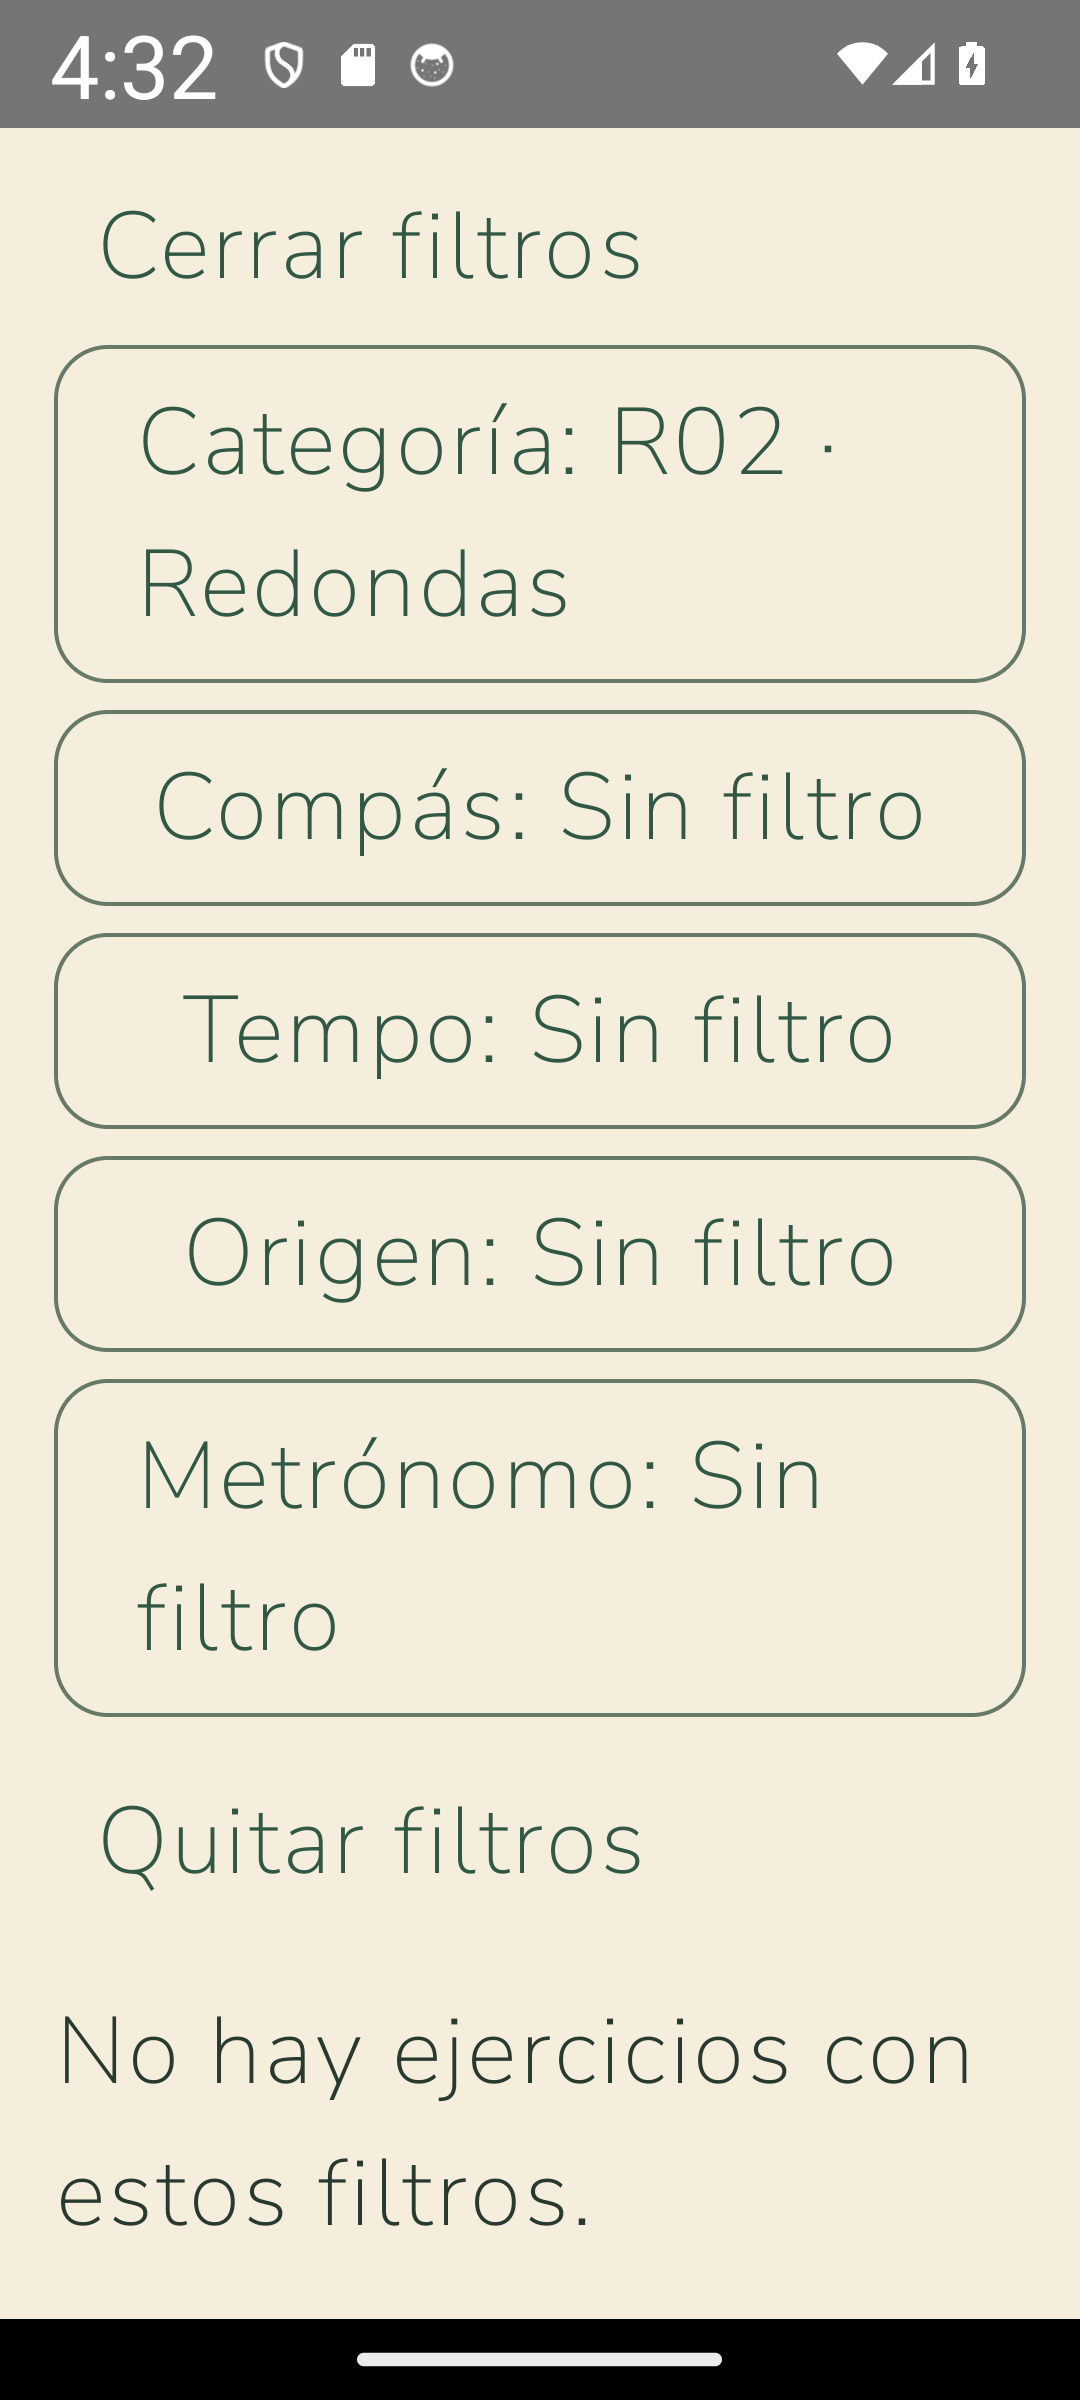 4:32
Cerrar filtros
Categoría: R02 ·
Redondas
Compás: Sin filtro
Tempo: Sin filtro
Origen: Sin filtro
Metrónomo: Sin
filtro
Quitar filtros
No hay ejercicios con
estos filtros.